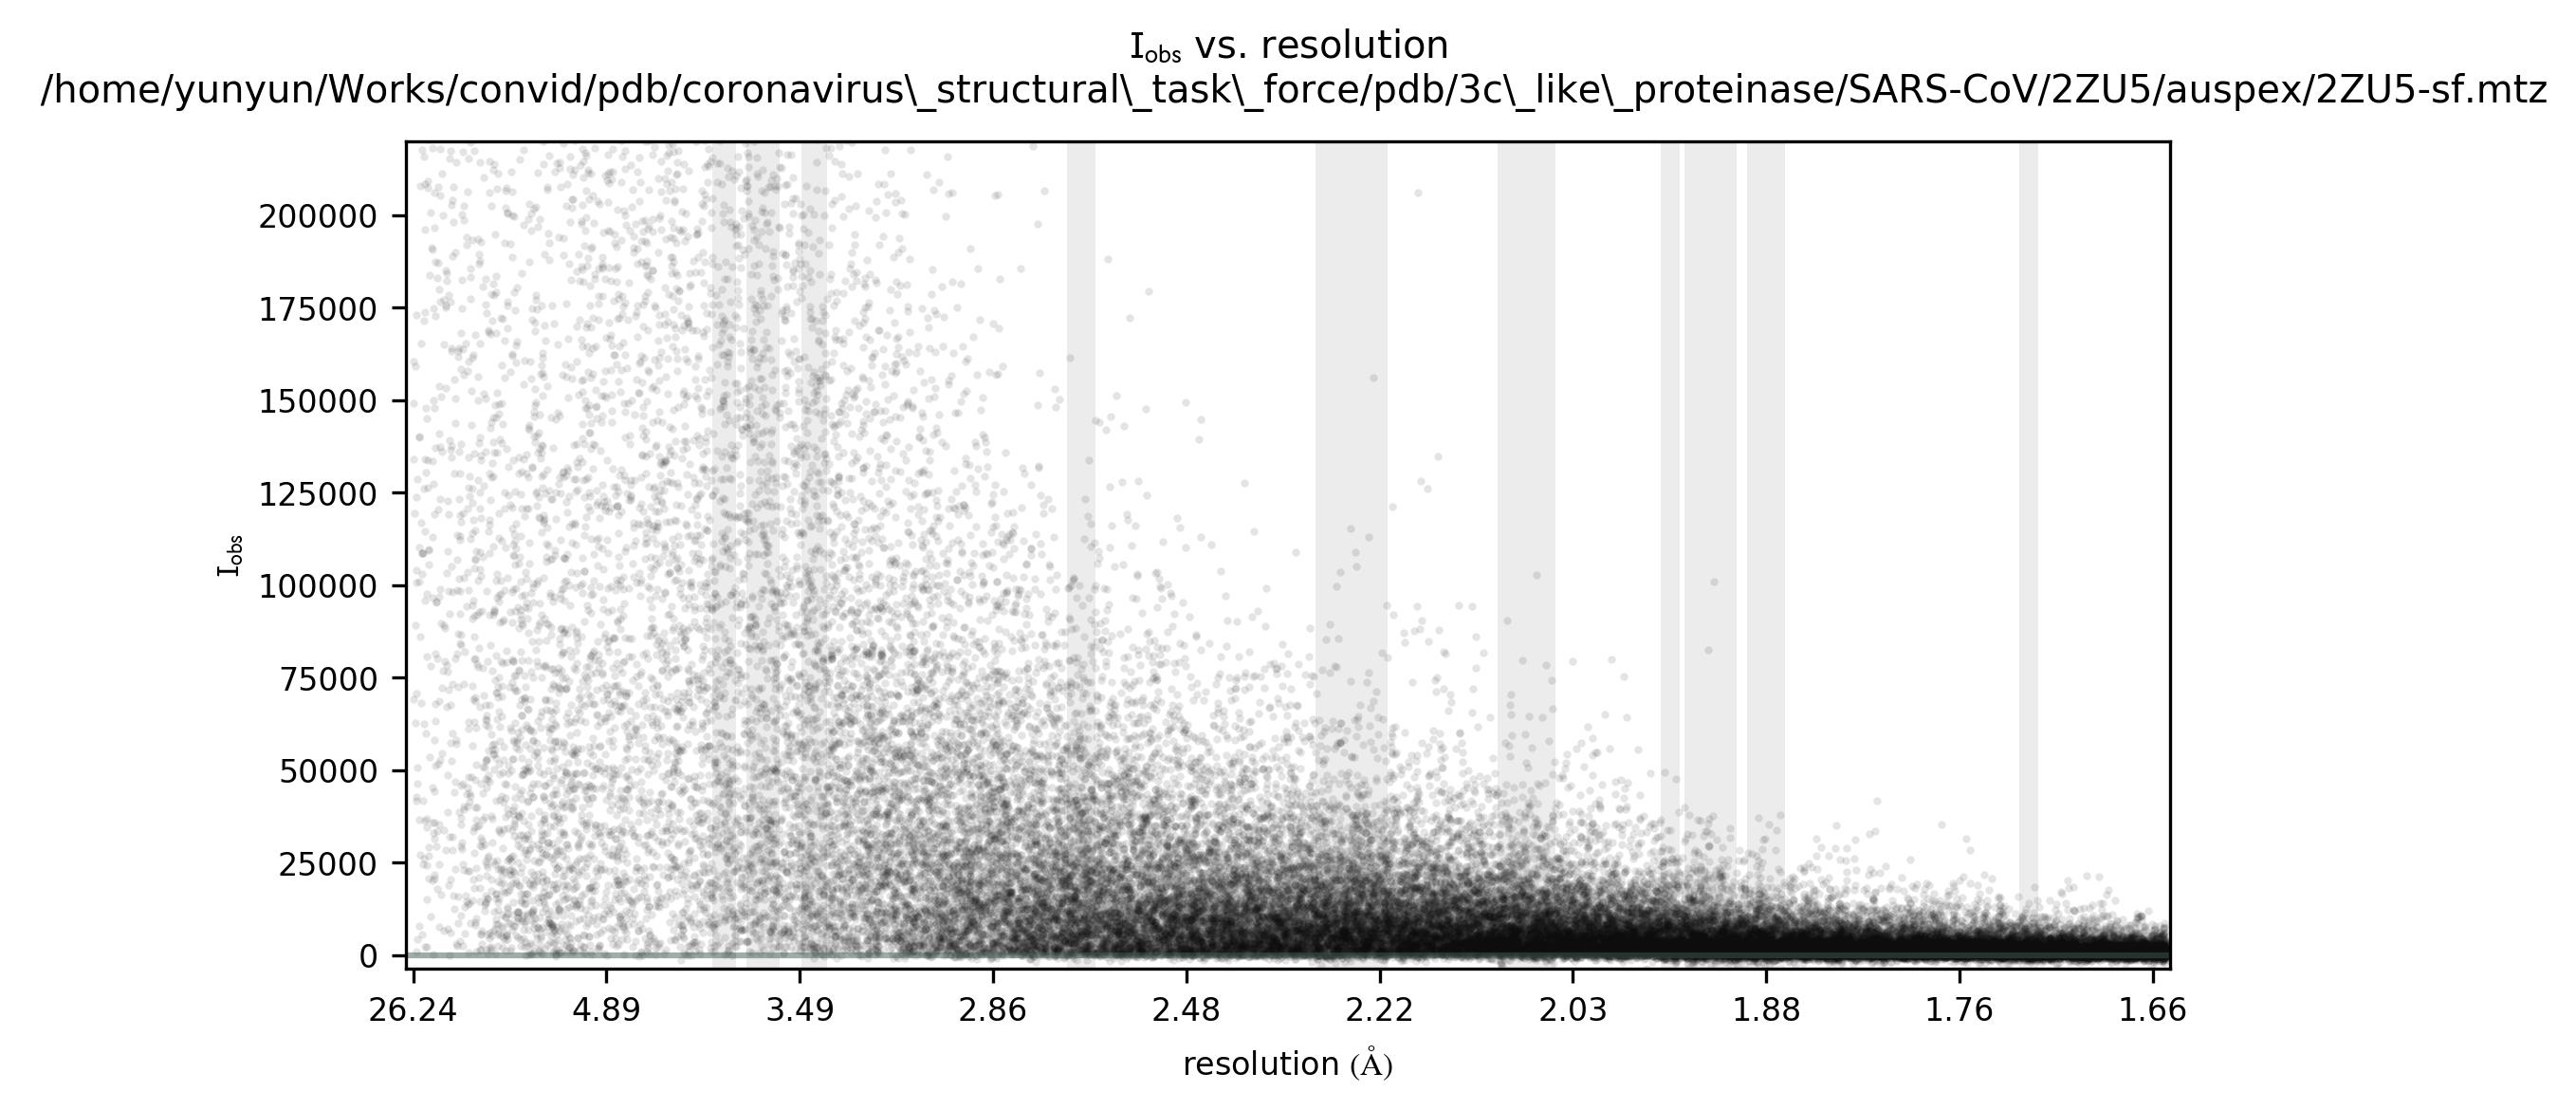 I_obs vs. resolution
/home/yunyun/Works/convid/pdb/coronavirus\_structural\_task\_force/pdb/3c\_like\_proteinase/SARS-CoV/2ZU5/auspex/2ZU5-sf.mtz
200000
175000
150000
125000
100000
75000
50000
25000
0
I_obs
26.24 4.89 3.49 2.86 2.48 2.22 2.03 1.88 1.76 1.66
resolution (Å)